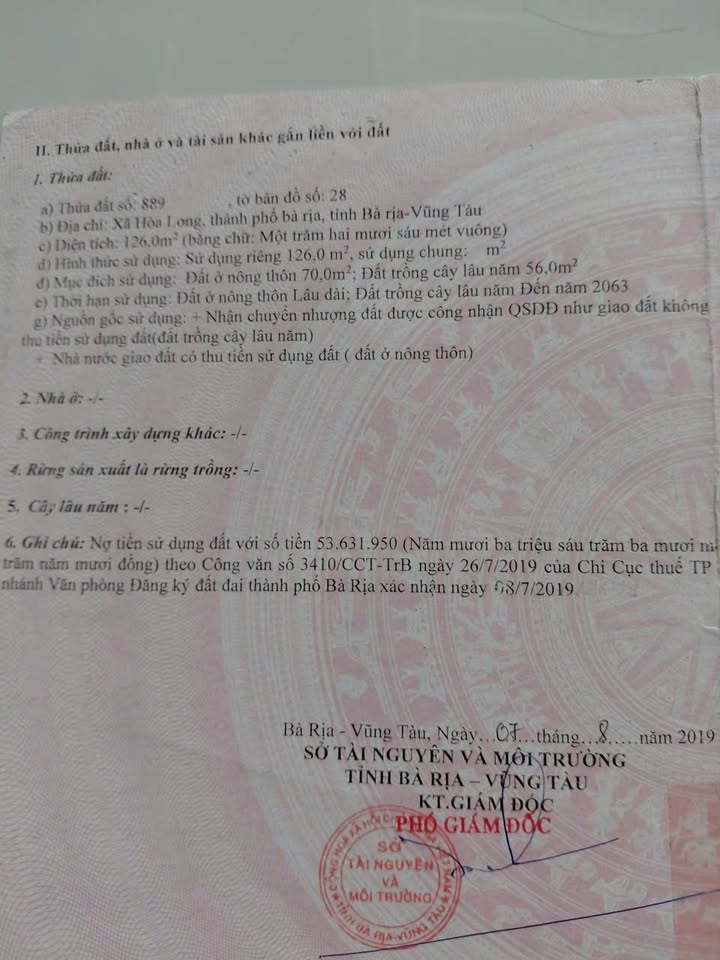 II. Thửa đất, nhà ở và tài sản khác gắn liền với đất
1. Thửa đất:
a) Thửa đất số: 889 , tờ bản đồ số: 28
b) Địa chỉ: Xã Hòa Long, thành phố bà rịa, tỉnh Bà rịa-Vũng Tàu
c) Diện tích: 126,0m² (bằng chữ: Một trăm hai mươi sáu mét vuông)
d) Hình thức sử dụng: Sử dụng riêng 126,0 m², sử dụng chung: m²
đ) Mục đích sử dụng: Đất ở nông thôn 70,0m²; Đất trồng cây lâu năm 56,0m²
e) Thời hạn sử dụng: Đất ở nông thôn Lâu dài; Đất trồng cây lâu năm Đến năm 2063
g) Nguồn gốc sử dụng: + Nhận chuyển nhượng đất được công nhận QSDĐ như giao đất không
thu tiền sử dụng đất(đất trồng cây lâu năm)
+ Nhà nước giao đất có thu tiền sử dụng đất ( đất ở nông thôn)
2. Nhà ở: -/-
3. Công trình xây dựng khác: -/-
4. Rừng sản xuất là rừng trồng: -/-
5. Cây lâu năm : -/-
6. Ghi chú: Nợ tiền sử dụng đất với số tiền 53.631.950 (Năm mươi ba triệu sáu trăm ba mươi
trăm năm mươi đồng) theo Công văn số 3410/CCT-TrB ngày 26/7/2019 của Chi Cục thuế TP
nhánh Văn phòng Đăng ký đất đai thành phố Bà Rịa xác nhận ngày 08/7/2019
Bà Rịa - Vũng Tàu, Ngày...07...tháng...8.....năm 2019
SỞ TÀI NGUYÊN VÀ MÔI TRƯỜNG
TỈNH BÀ RỊA – VŨNG TÀU
KT.GIÁM ĐỐC
PHÓ GIÁM ĐỐC
SỞ
TÀI NGUYÊN
VÀ
MÔI TRƯỜNG
TỈNH BÀ RỊA-VŨNG TÀU